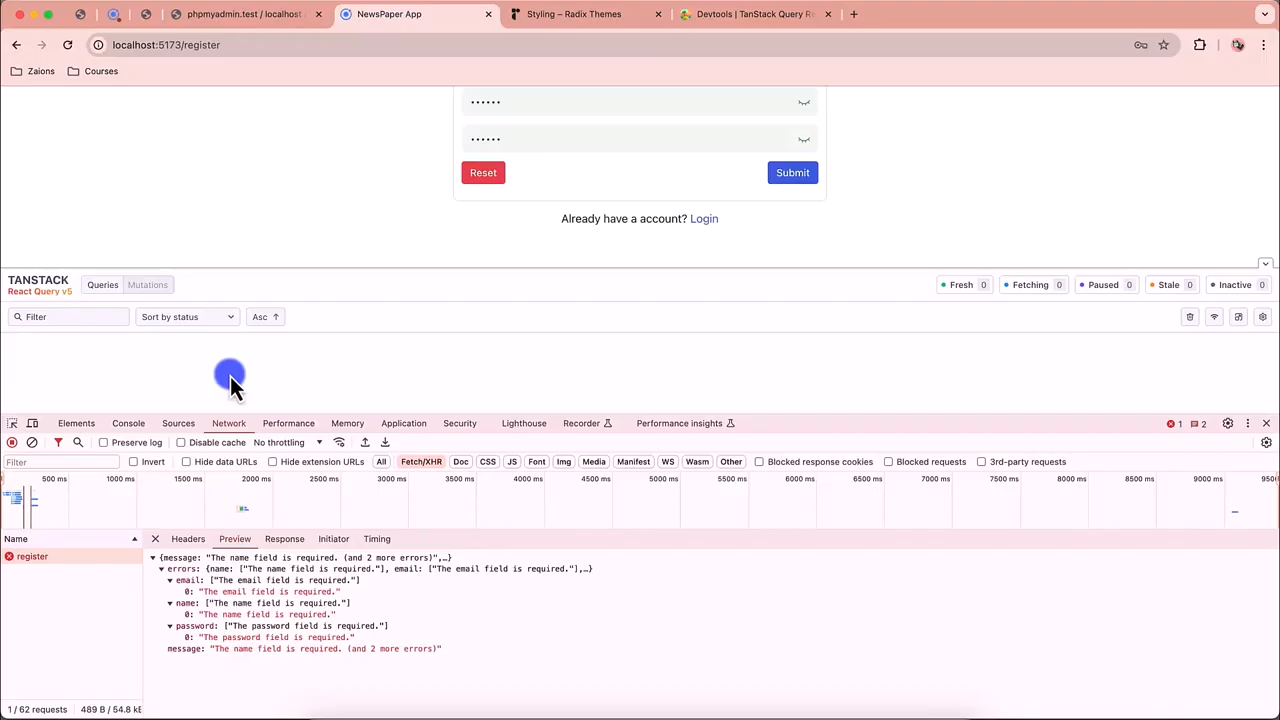 phpmyadmin.test / localhost
NewsPaper App
Styling – Radix Themes
Devtools | TanStack Query Re
localhost:5173/register
Zaions
Courses
••••••
••••••
Reset
Submit
Already have a account? Login
TANSTACK
React Query v5
Queries
Mutations
Fresh 0
Fetching 0
Paused 0
Stale 0
Inactive 0
Filter
Sort by status
Asc ↑
Elements
Console
Sources
Network
Performance
Memory
Application
Security
Lighthouse
Recorder
Performance insights
1
2
Preserve log
Disable cache
No throttling
Filter
Invert
Hide data URLs
Hide extension URLs
All
Fetch/XHR
Doc
CSS
JS
Font
Img
Media
Manifest
WS
Wasm
Other
Blocked response cookies
Blocked requests
3rd-party requests
500 ms
1000 ms
1500 ms
2000 ms
2500 ms
3000 ms
3500 ms
4000 ms
4500 ms
5000 ms
5500 ms
6000 ms
6500 ms
7000 ms
7500 ms
8000 ms
8500 ms
9000 ms
950
Name
Headers
Preview
Response
Initiator
Timing
register
{message: "The name field is required. (and 2 more errors)",…}
errors: {name: ["The name field is required."], email: ["The email field is required."],…}
email: ["The email field is required."]
0: "The email field is required."
name: ["The name field is required."]
0: "The name field is required."
password: ["The password field is required."]
0: "The password field is required."
message: "The name field is required. (and 2 more errors)"
1 / 62 requests
489 B / 54.8 kB